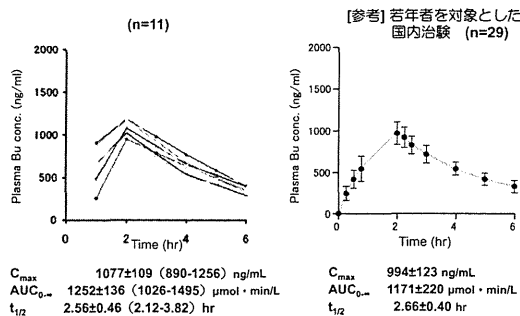 (n=11)
Plasma Bu conc. (ng/ml)
2000
1500
1000
500
0
0
2
4
6
Time (hr)
Cmax 1077±109 (890-1256) ng/mL
AUC0-∞ 1252±136 (1026-1495) μmol・min/L
t1/2 2.56±0.46 (2.12-3.82) hr
[参考] 若年者を対象とした
国内治験 (n=29)
Plasma Bu conc. (ng/ml)
2000
1500
1000
500
0
0
2
4
6
Time (hr)
Cmax 994±123 ng/mL
AUC0-∞ 1171±220 μmol・min/L
t1/2 2.66±0.40 hr